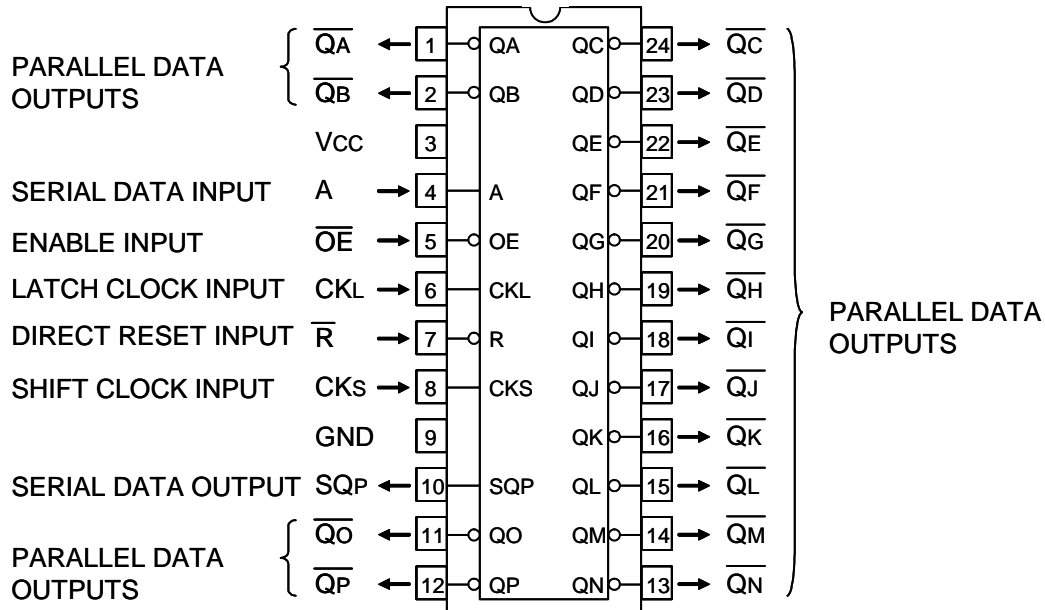 Q̅A̅ 1 QA QC 24 Q̅C̅
PARALLEL DATA
OUTPUTS
Q̅B̅ 2 QB QD 23 Q̅D̅
VCC 3 QE 22 Q̅E̅
SERIAL DATA INPUT A 4 A QF 21 Q̅F̅
ENABLE INPUT O̅E̅ 5 OE QG 20 Q̅G̅
LATCH CLOCK INPUT CKL 6 CKL QH 19 Q̅H̅
DIRECT RESET INPUT R̅ 7 R QI 18 Q̅I̅
PARALLEL DATA
OUTPUTS
SHIFT CLOCK INPUT CKS 8 CKS QJ 17 Q̅J̅
GND 9 QK 16 Q̅K̅
SERIAL DATA OUTPUT SQP 10 SQP QL 15 Q̅L̅
Q̅O̅ 11 QO QM 14 Q̅M̅
PARALLEL DATA
OUTPUTS
Q̅P̅ 12 QP QN 13 Q̅N̅